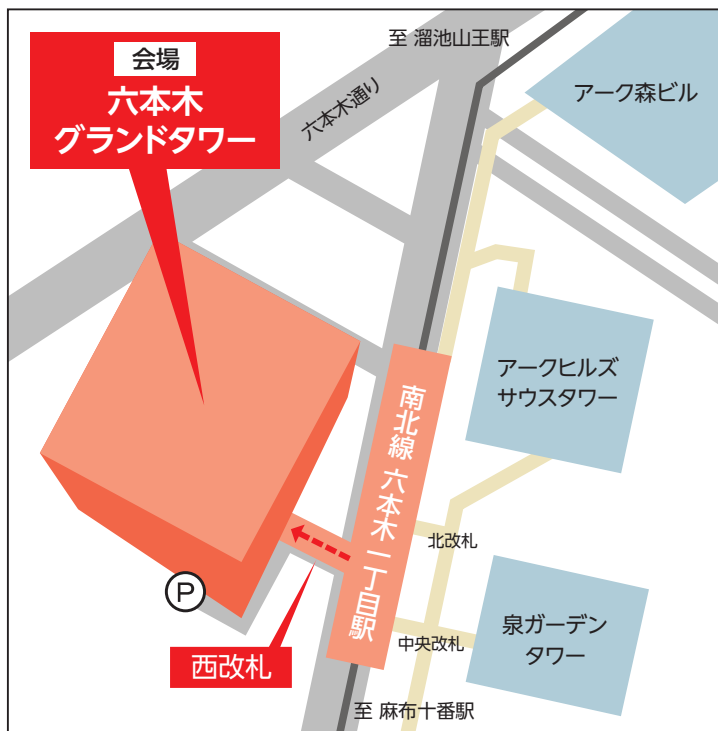 至 溜池山王駅
会場
六本木
グランドタワー
六本木通り
アーク森ビル
アークヒルズ
サウスタワー
南北線 六本木一丁目駅
北改札
中央改札
泉ガーデン
タワー
P
西改札
至 麻布十番駅